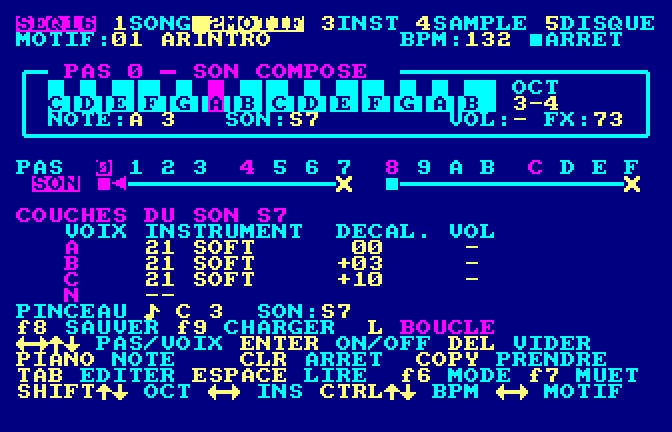 SEQ16 1SONG 2MOTIF 3INST 4SAMPLE 5DISQUE
MOTIF:01 ARINTRO BPM:132 ■ARRET
PAS 0 — SON COMPOSE
OCT
C D E F G A B C D E F G A B 3-4
NOTE:A 3 SON:S7 VOL:- FX:73
PAS 0 1 2 3 4 5 6 7 8 9 A B C D E F
SON
COUCHES DU SON S7
VOIX INSTRUMENT DECAL. VOL
A 21 SOFT 00 -
B 21 SOFT +03 -
C 21 SOFT +10 -
N --
PINCEAU ♪ C 3 SON:S7
f8 SAUVER f9 CHARGER L BOUCLE
↔↑↓ PAS/VOIX ENTER ON/OFF DEL VIDER
PIANO NOTE CLR ARRET COPY PRENDRE
TAB EDITER ESPACE LIRE f6 MODE f7 MUET
SHIFT↑↓ OCT ↔ INS CTRL↑↓ BPM ↔ MOTIF